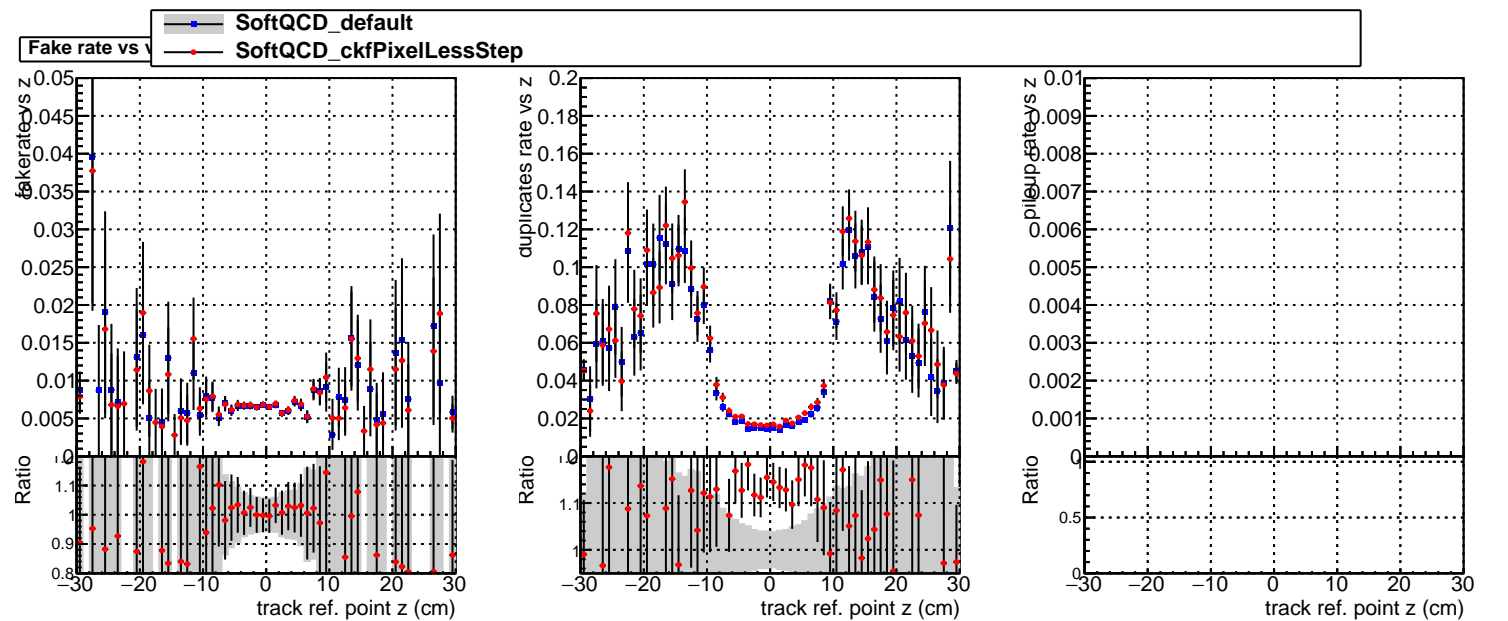 SoftQCD_default
SoftQCD_ckfPixelLessStep
Fake rate vs
fakerate vs z
0.05
0.045
0.04
0.035
0.03
0.025
0.02
0.015
0.01
0.005
0
Ratio
1.1
1
0.9
0.8
−30 −20 −10 0 10 20 30
track ref. point z (cm)
duplicates rate vs z
0.2
0.18
0.16
0.14
0.12
0.1
0.08
0.06
0.04
0.02
Ratio
1.1
1
−30 −20 −10 0 10 20 30
track ref. point z (cm)
pileup rate vs z
0.01
0.009
0.008
0.007
0.006
0.005
0.004
0.003
0.002
0.001
0
Ratio
0.5
0
−30 −20 −10 0 10 20 30
track ref. point z (cm)